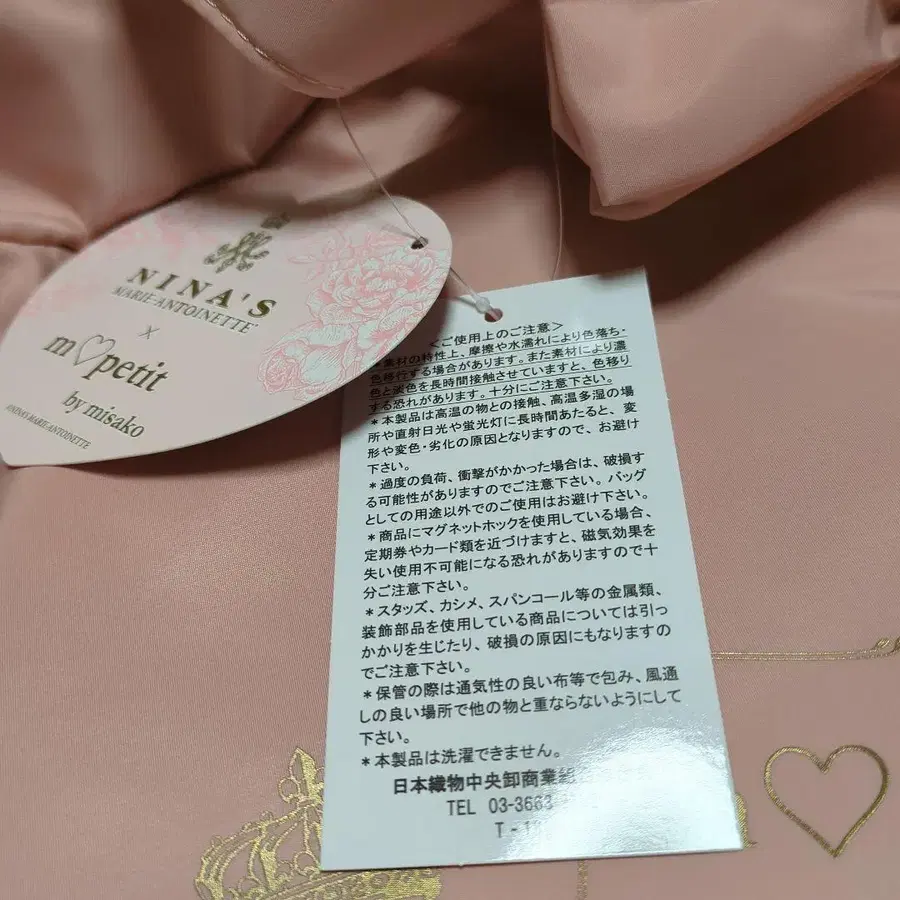 NINA'S
MARIE-ANTOINETTE
×
m♡petit
by misako
©NINA'S MARIE-ANTOINETTE
<ご使用上のご注意>
*素材の特性上、摩擦や水濡れにより色落ち・
色移行する場合があります。また素材により濃
色と淡色を長時間接触させていますと、色移り
する恐れがあります。十分にご注意下さい。
*本製品は高温の物との接触、高温多湿の場
所や直射日光や蛍光灯に長時間あたると、変
形や変色・劣化の原因となりますので、お避け
下さい。
*過度の負荷、衝撃がかかった場合は、破損す
る可能性がありますのでご注意下さい。バッグ
としての用途以外でのご使用はお避け下さい。
*商品にマグネットホックを使用している場合、
定期券やカード類を近づけますと、磁気効果を
失い使用不可能になる恐れがありますので十
分ご注意下さい。
*スタッズ、カシメ、スパンコール等の金属類、
装飾部品を使用している商品については引っ
かかりを生じたり、破損の原因にもなりますの
でご注意下さい。
*保管の際は通気性の良い布等で包み、風通
しの良い場所で他の物と重ならないようにして
下さい。
*本製品は洗濯できません。
日本織物中央卸商業組
TEL 03-3663
T-1